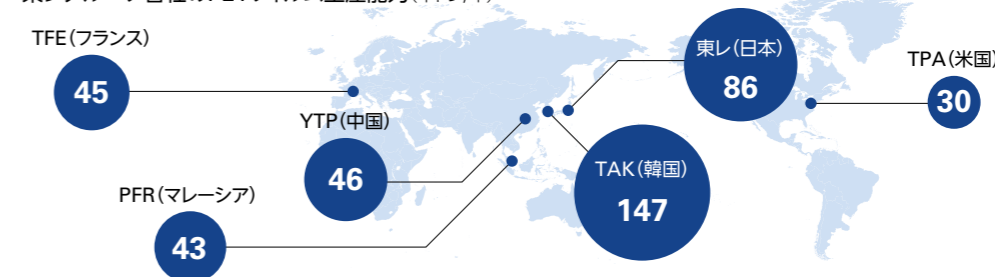 TFE(フランス)
45
YTP(中国)
46
PFR(マレーシア)
43
東レ(日本)
86
TAK(韓国)
147
TPA(米国)
30